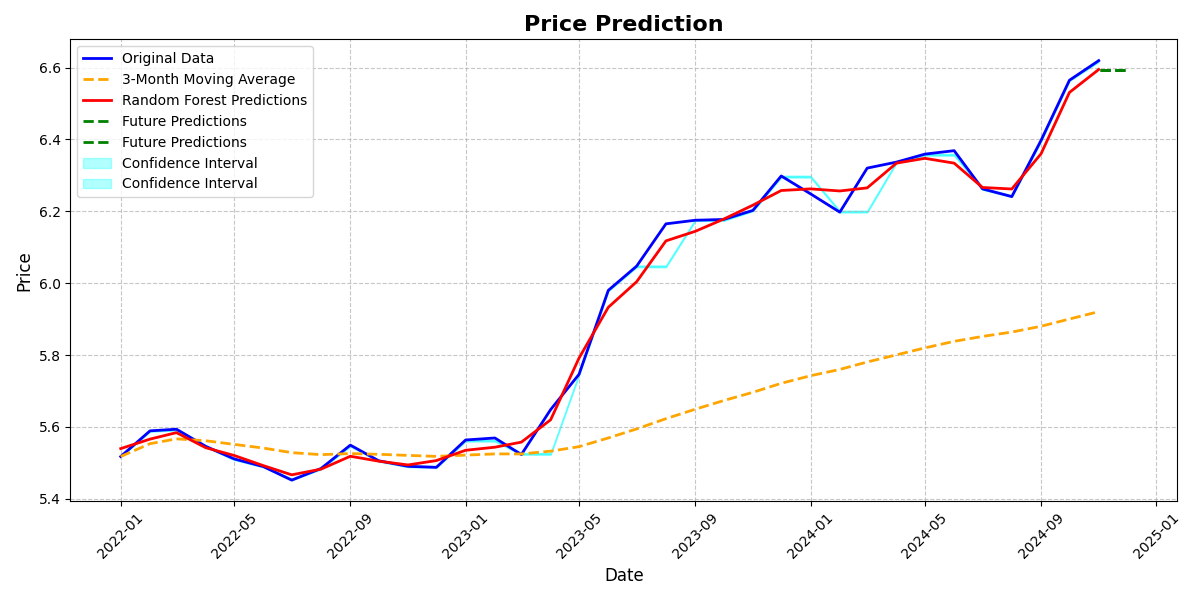 Price Prediction
Original Data
3-Month Moving Average
Random Forest Predictions
Future Predictions
Future Predictions
Confidence Interval
Confidence Interval
6.6
6.4
6.2
6.0
5.8
5.6
5.4
Price
2022-01
2022-05
2022-09
2023-01
2023-05
2023-09
2024-01
2024-05
2024-09
2025-01
Date